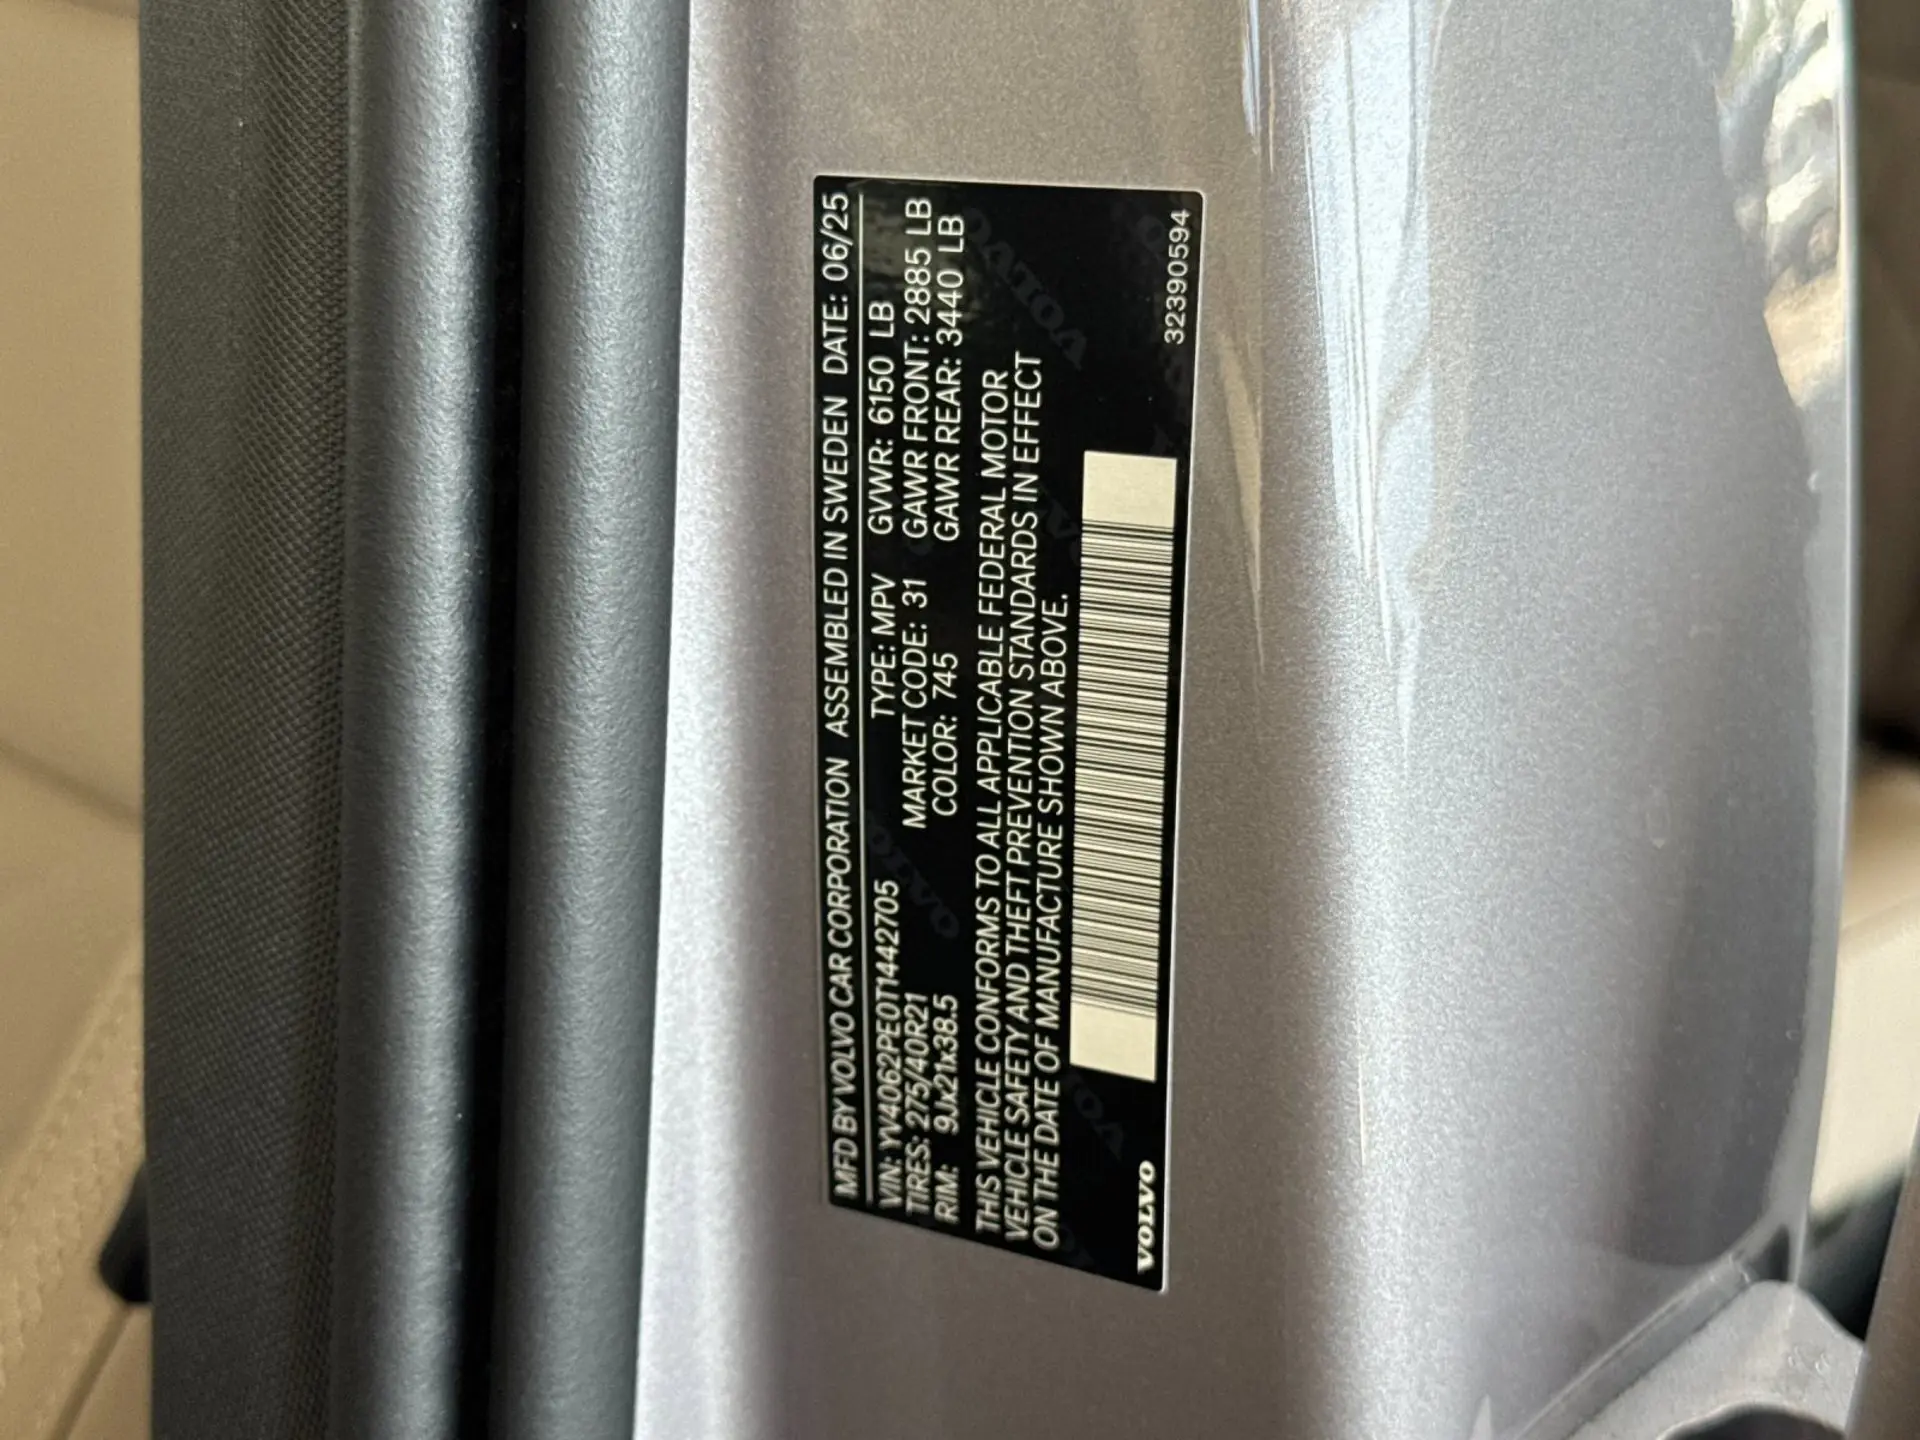 MFD BY VOLVO CAR CORPORATION ASSEMBLED IN SWEDEN DATE: 06/25
VIN: YV4062PE0T1442705 TYPE: MPV GVWR: 6150 LB
TIRES: 275/40R21 MARKET CODE: 31 GAWR FRONT: 2885 LB
RIM: 9Jx21x38.5 COLOR: 745 GAWR REAR: 3440 LB
THIS VEHICLE CONFORMS TO ALL APPLICABLE FEDERAL MOTOR
VEHICLE SAFETY AND THEFT PREVENTION STANDARDS IN EFFECT
ON THE DATE OF MANUFACTURE SHOWN ABOVE.
VOLVO 32390594